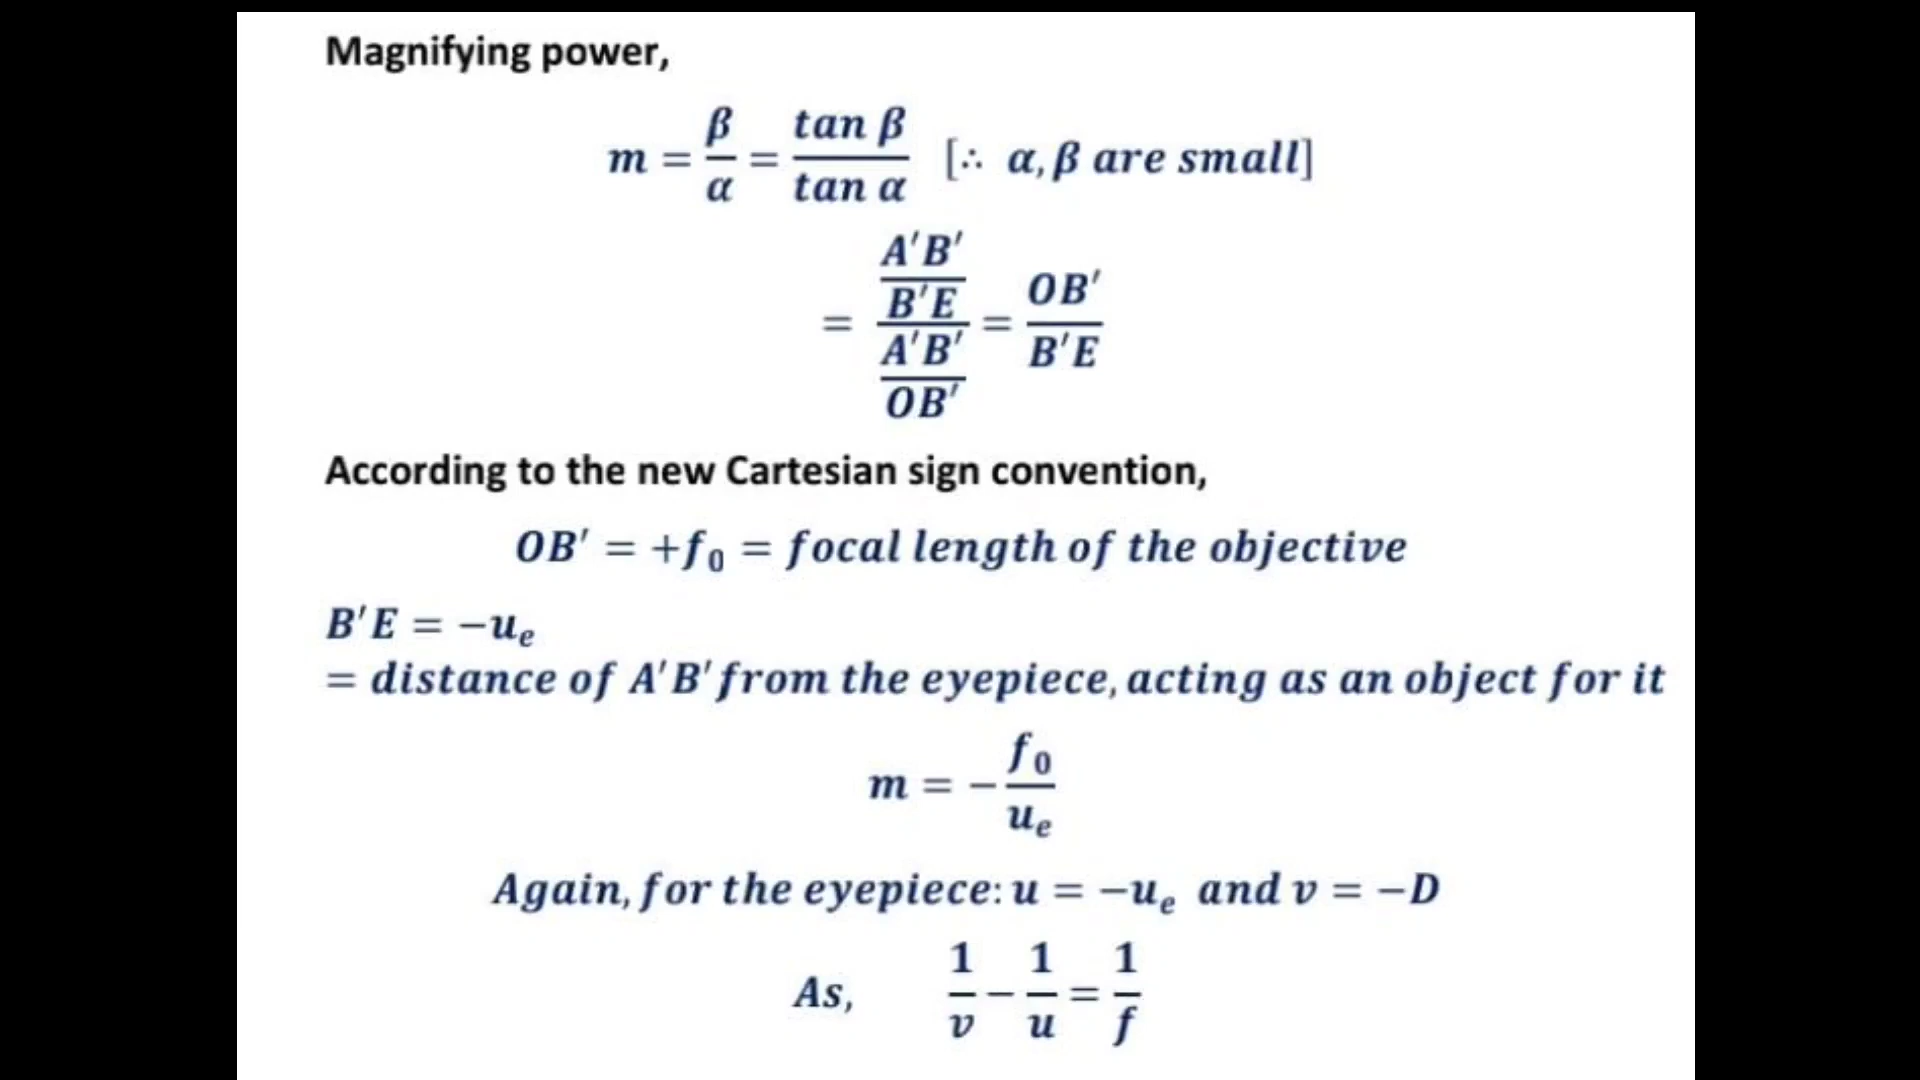 Magnifying power,
m = β/α = tan β/tan α [∴ α, β are small]
= (A′B′/B′E)/(A′B′/OB′) = OB′/B′E
According to the new Cartesian sign convention,
OB′ = +f₀ = focal length of the objective
B′E = −uₑ
= distance of A′B′ from the eyepiece, acting as an object for it
m = − f₀/uₑ
Again, for the eyepiece: u = −uₑ and v = −D
As, 1/v − 1/u = 1/f